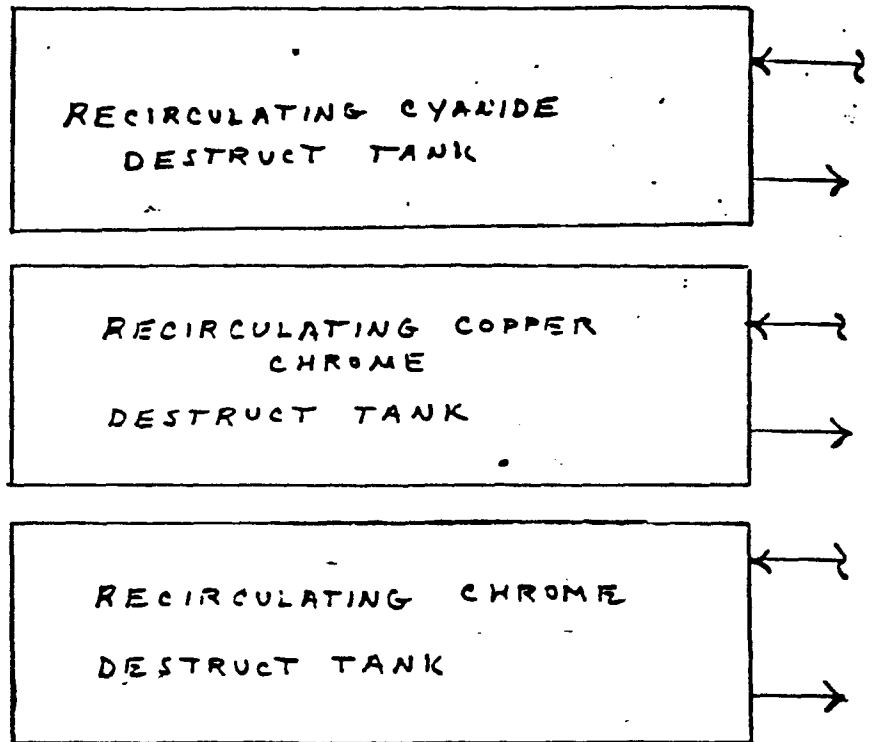 RECIRCULATING CYANIDE
DESTRUCT TANK
RECIRCULATING COPPER
CHROME
DESTRUCT TANK
RECIRCULATING CHROME
DESTRUCT TANK